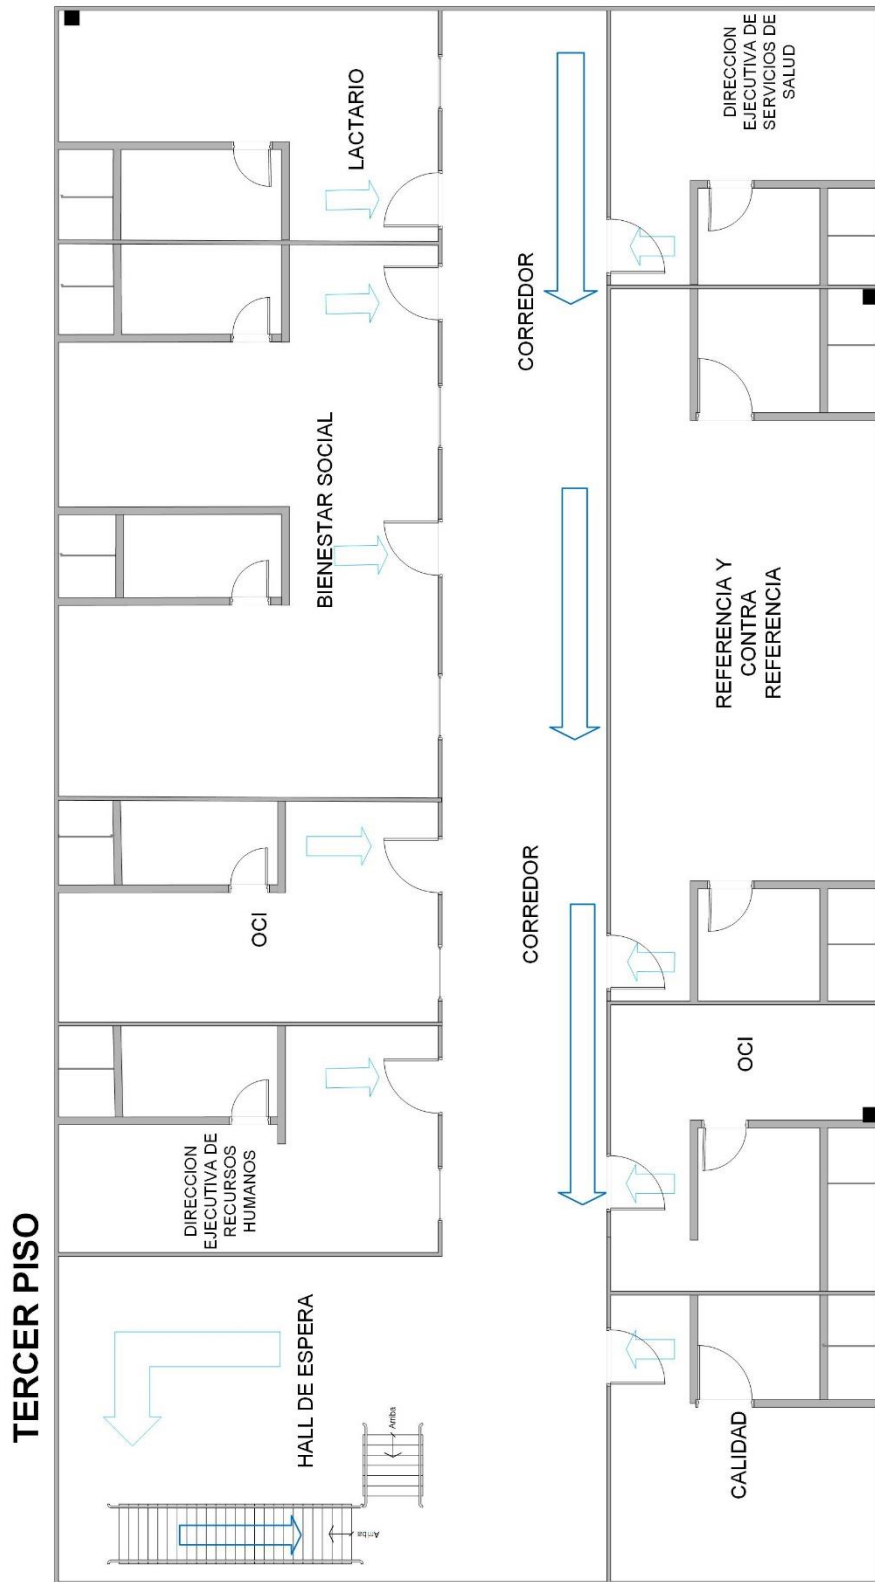 TERCER PISO
LACTARIO
BIENESTAR SOCIAL
OCI
DIRECCION
EJECUTIVA DE
RECURSOS
HUMANOS
HALL DE ESPERA
Arriba
Arriba
CORREDOR
CORREDOR
DIRECCION
EJECUTIVA DE
SERVICIOS DE
SALUD
REFERENCIA Y
CONTRA
REFERENCIA
OCI
CALIDAD